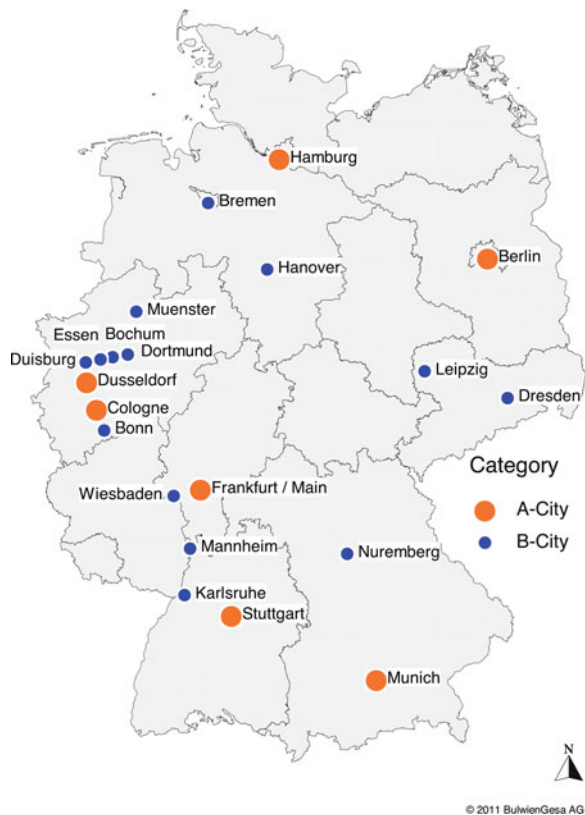 Hamburg
Bremen
Berlin
Hanover
Muenster
Essen Bochum
Duisburg
Dortmund
Dusseldorf
Leipzig
Dresden
Cologne
Bonn
Category
Wiesbaden
Frankfurt / Main
A-City
B-City
Mannheim
Nuremberg
Karlsruhe
Stuttgart
Munich
N
© 2011 BulwienGesa AG